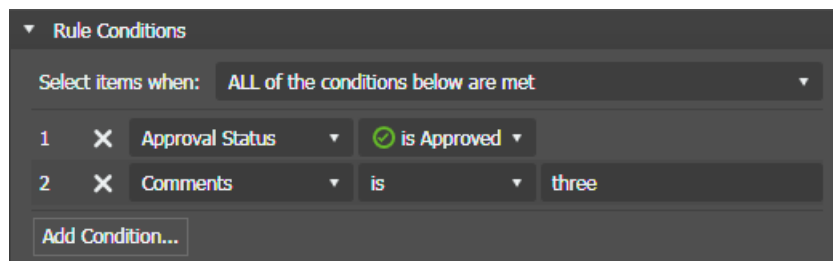 Rule Conditions
Select items when: ALL of the conditions below are met
1 Approval Status is Approved
2 Comments is three
Add Condition...